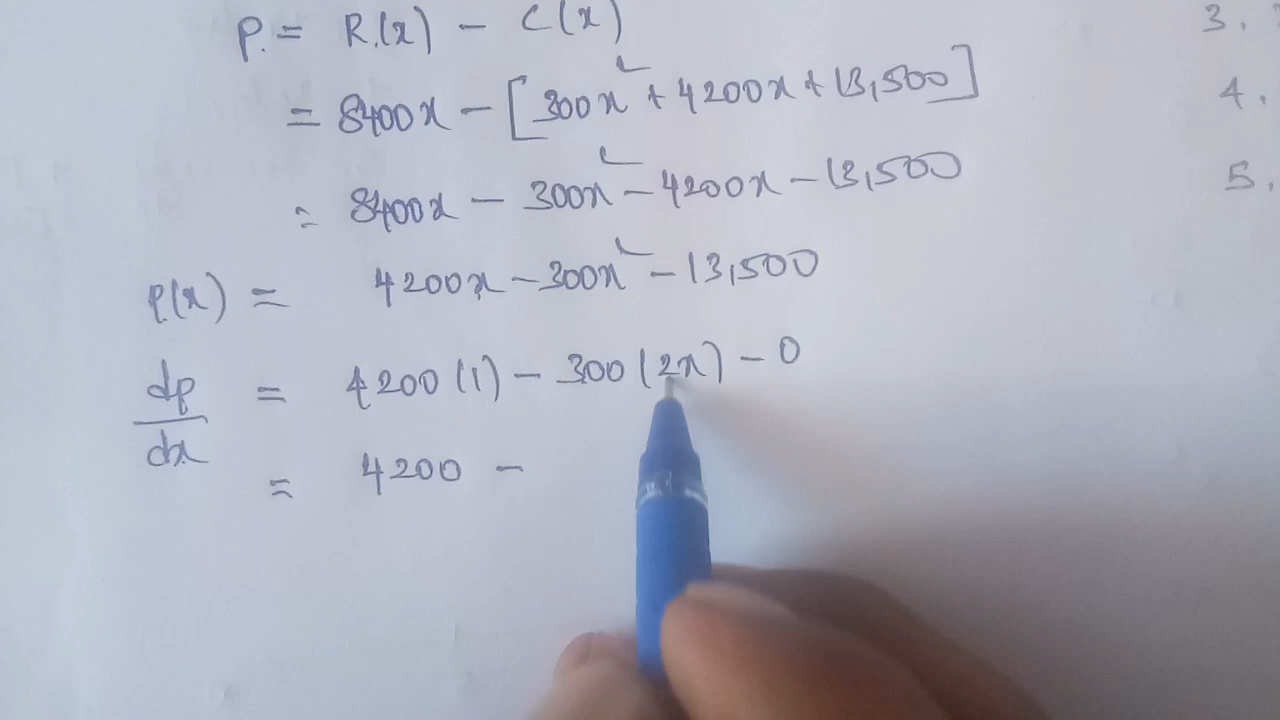 P. = R.(x) - C(x)
= 8400x - [300x² + 4200x + 13,500]
= 8400x - 300x² - 4200x - 13,500
P.(x) = 4200x - 300x² - 13,500
dp/dx = 4200(1) - 300(2x) - 0
= 4200 -
3.
4.
5.